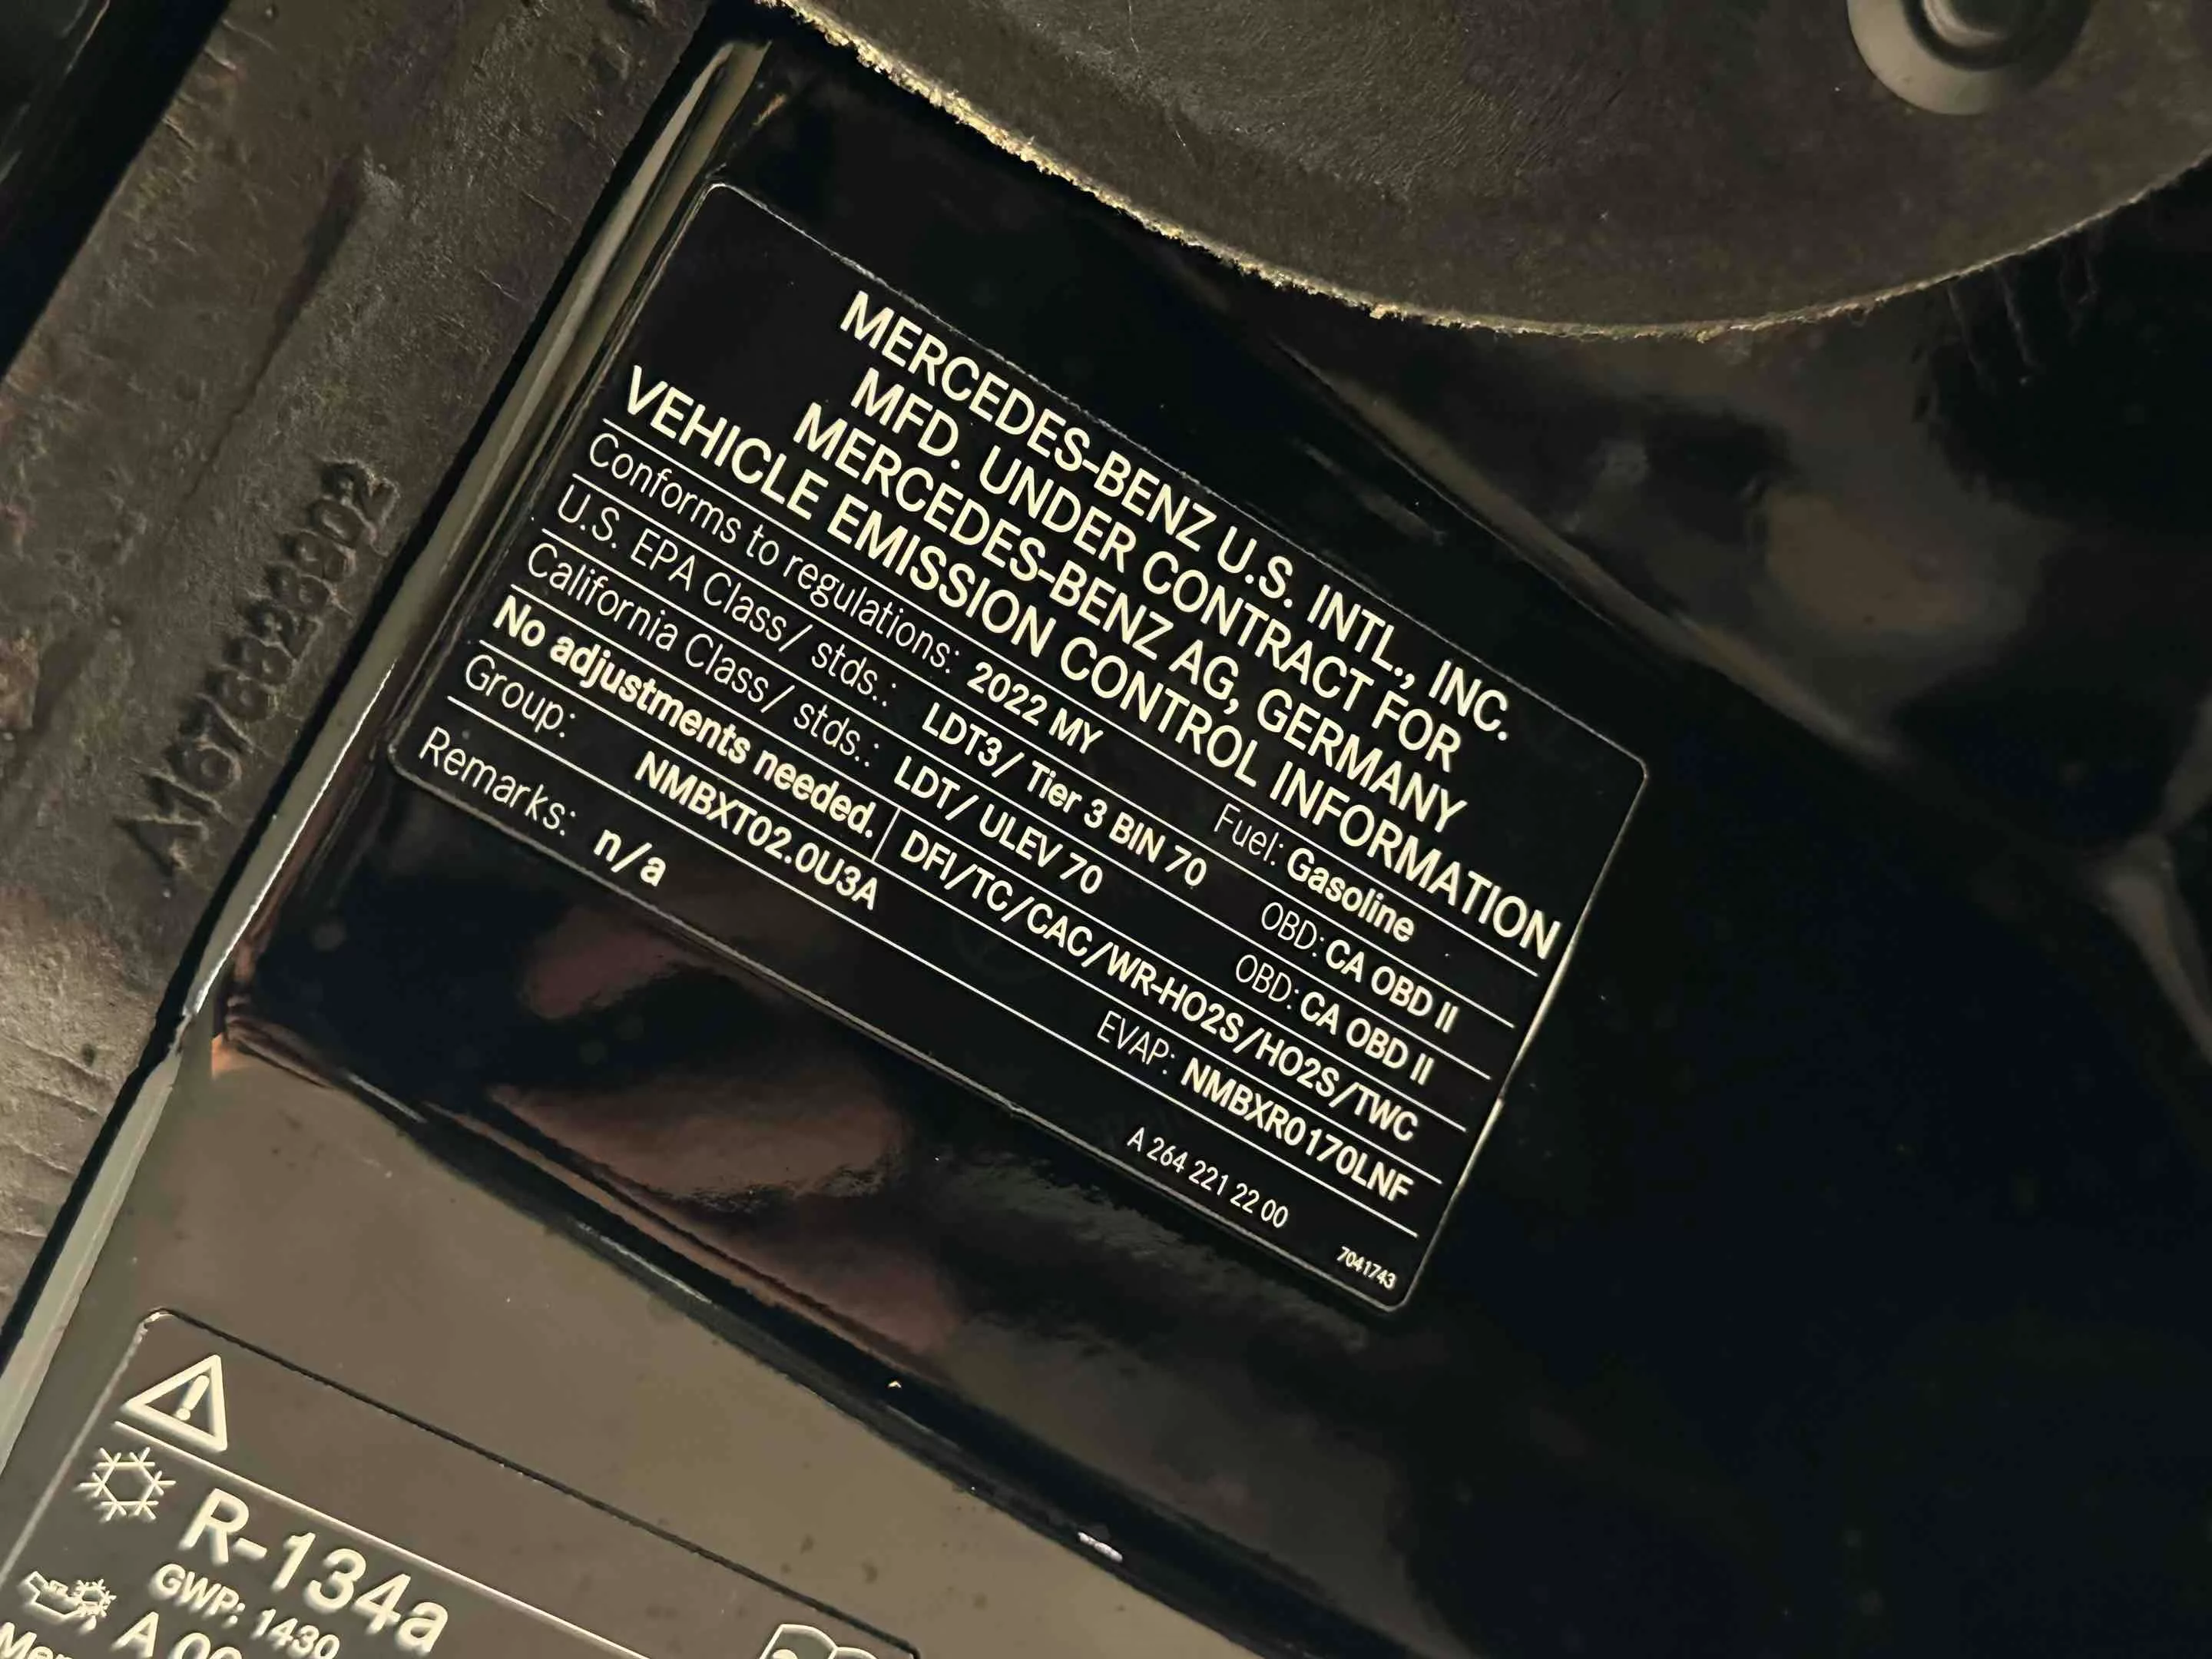 MERCEDES-BENZ U.S. INTL., INC.
MFD. UNDER CONTRACT FOR
MERCEDES-BENZ AG, GERMANY
VEHICLE EMISSION CONTROL INFORMATION
Conforms to regulations: 2022 MY Fuel: Gasoline
U.S. EPA Class/ stds.: LDT3/ Tier 3 BIN 70 OBD: CA OBD II
California Class/ stds.: LDT/ ULEV 70 OBD: CA OBD II
No adjustments needed. DFI/TC/CAC/WR-HO2S/HO2S/TWC
Group: NMBXT02.0U3A EVAP: NMBXR0170LNF
Remarks: n/a
A 264 221 22 00
7041743
A1676823802
R-134a
GWP: 1430
A 00